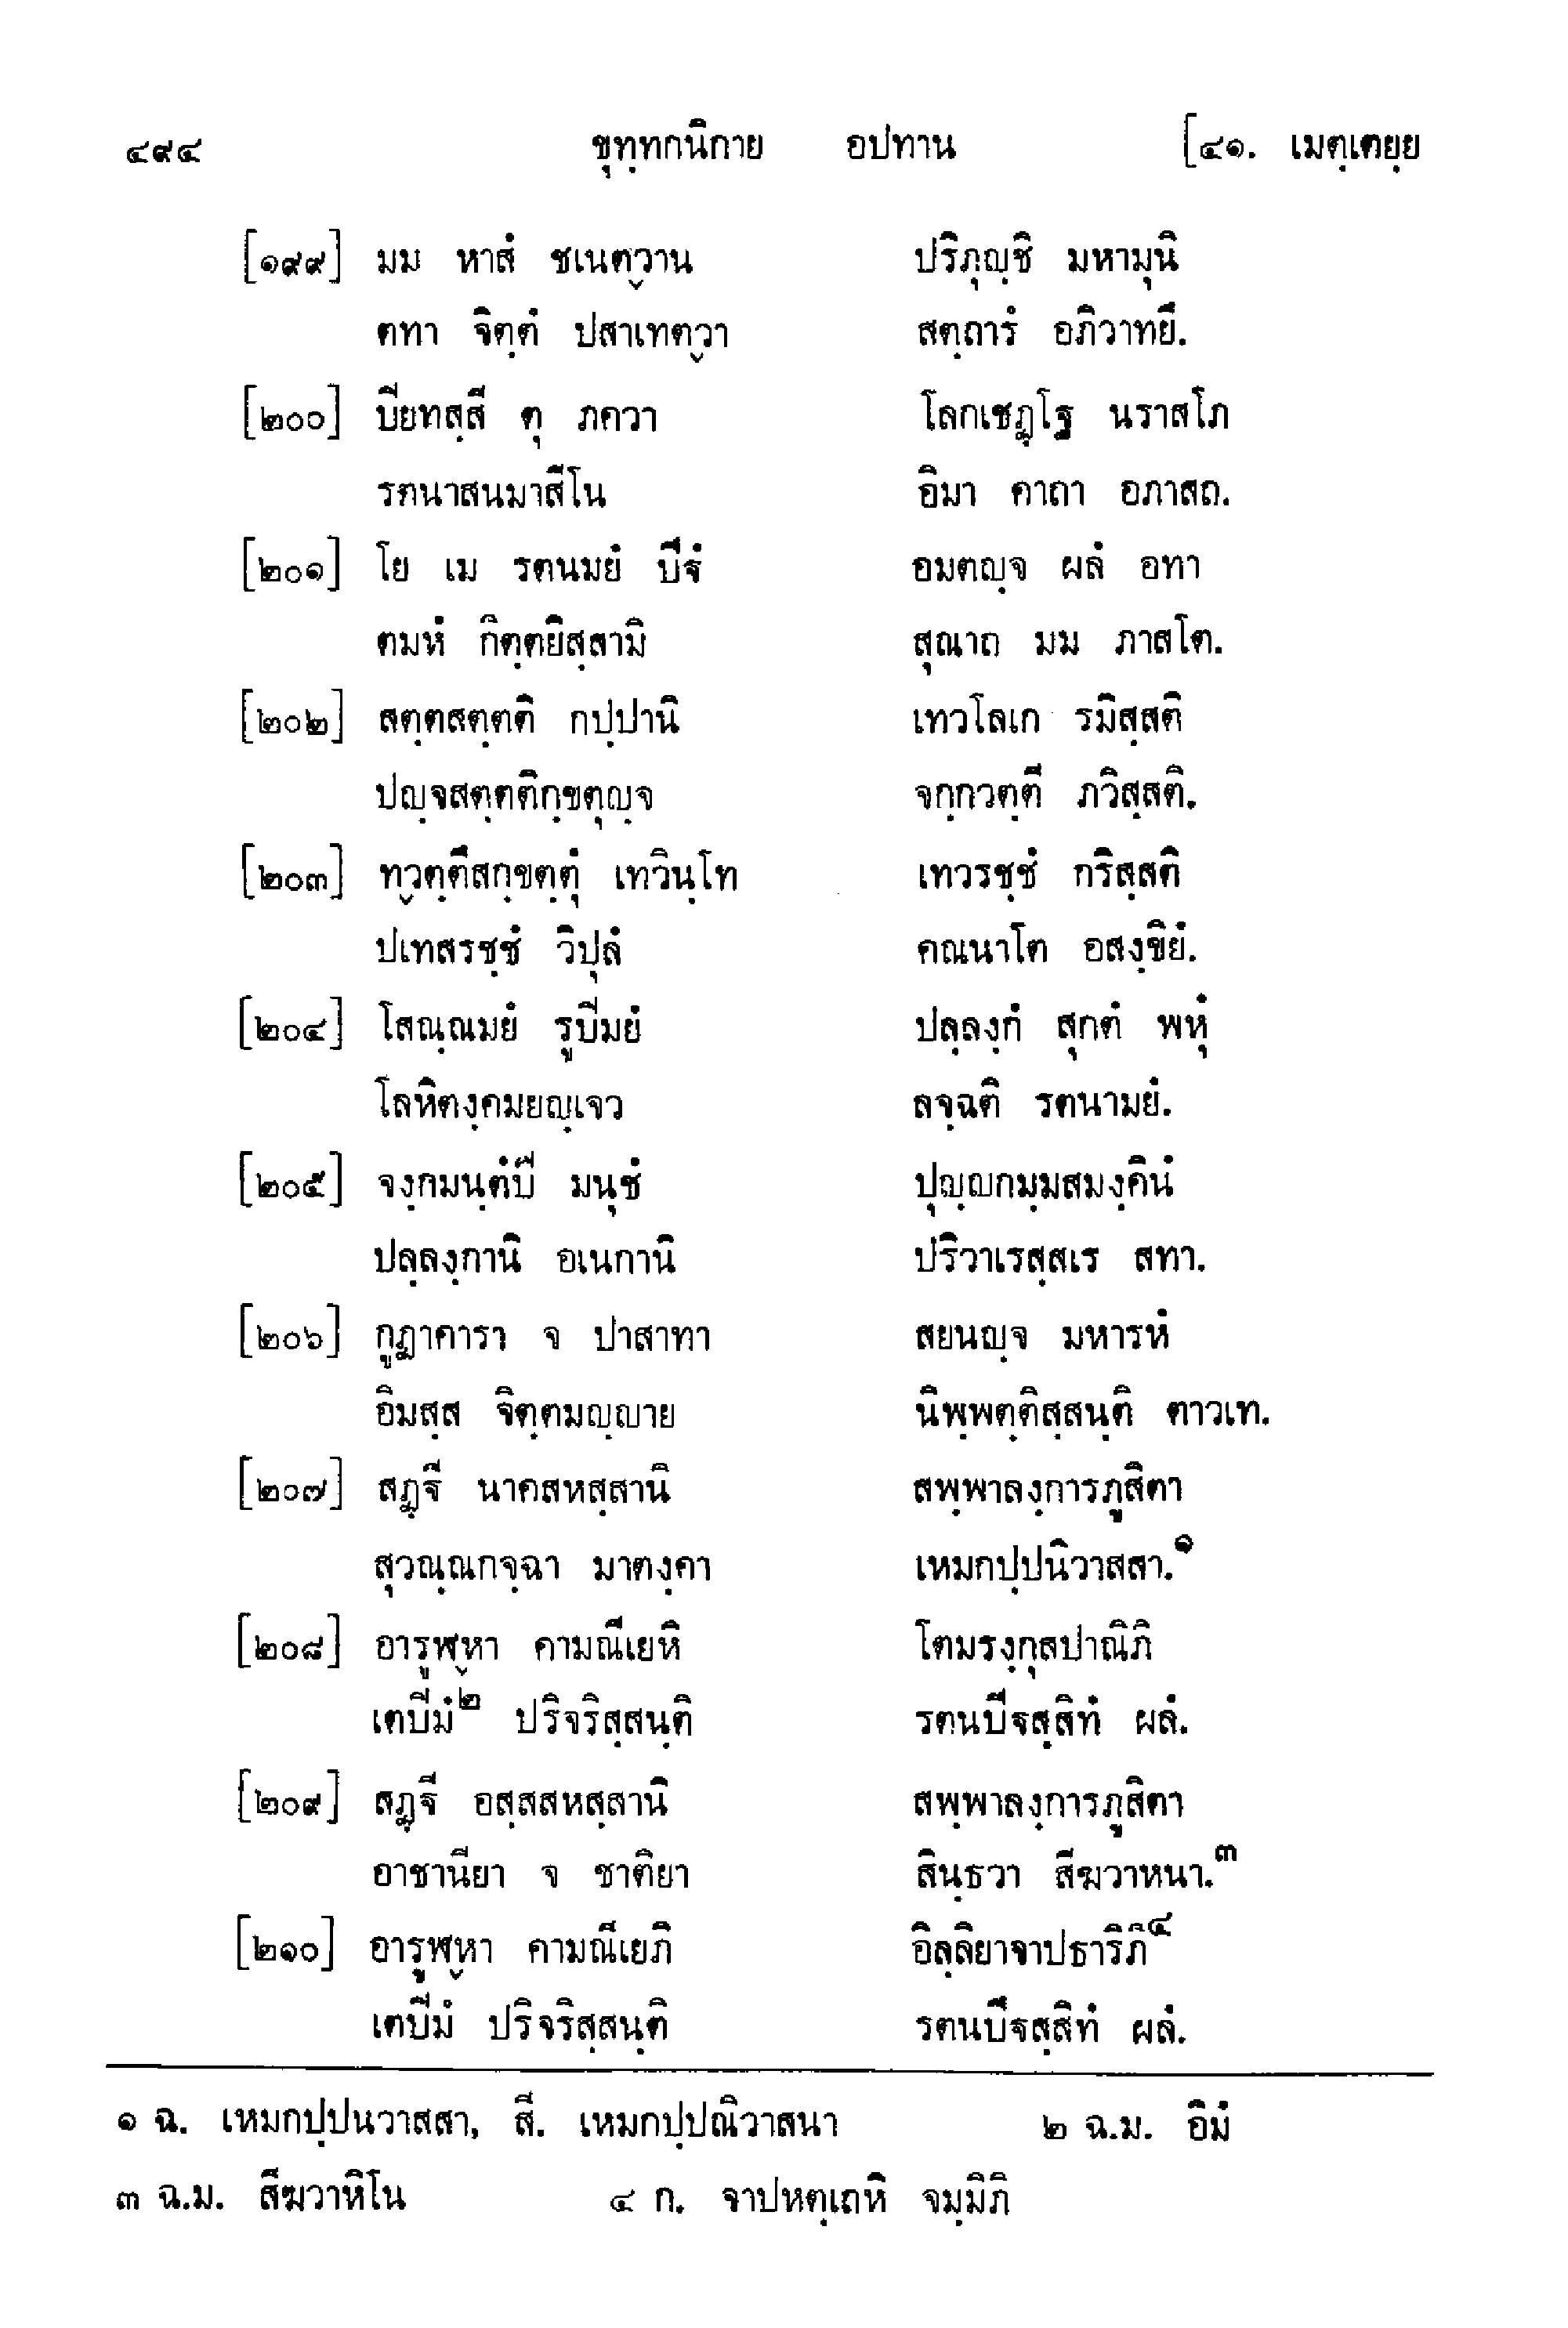 ๔๙๔ ขุทฺทกนิกาย อปทาน [๔๑. เมตฺเตยฺย
[๑๙๙] มม หาสํ ชเนตฺวาน ปริภุญฺชิ มหามุนิ
ตทา จิตฺตํ ปสาเทตฺวา สตฺถารํ อภิวาทยึ.
[๒๐๐] ปิยทสฺสี ตุ ภควา โลกเชฏฺโฐ นราสโภ
รตนาสนมาสีโน อิมา คาถา อภาสถ.
[๒๐๑] โย เม รตนมยํ ปีฐํ อมตญฺจ ผลํ อทา
ตมหํ กิตฺตยิสฺสามิ สุณาถ มม ภาสโต.
[๒๐๒] สตฺตสตฺตติ กปฺปานิ เทวโลเก รมิสฺสติ
ปญฺจสตฺตติกฺขตุญฺจ จกฺกวตฺตี ภวิสฺสติ.
[๒๐๓] ทฺวตฺตึสกฺขตฺตุํ เทวินฺโท เทวรชฺชํ กริสฺสติ
ปเทสรชฺชํ วิปุลํ คณนาโต อสงฺขิยํ.
[๒๐๔] โสณฺณมยํ รูปิมยํ ปลฺลงฺกํ สุกตํ พหุํ
โลหิตงฺคมยญฺเจว ลจฺฉติ รตนามยํ.
[๒๐๕] จงฺกมนฺตํปิ มนุชํ ปุญฺญกมฺมสมงฺคินํ
ปลฺลงฺกานิ อเนกานิ ปริวาเรสฺสเร สทา.
[๒๐๖] กูฏาคารา จ ปาสาทา สยนญฺจ มหารหํ
อิมสฺส จิตฺตมญฺญาย นิพฺพตฺติสฺสนฺติ ตาวเท.
[๒๐๗] สฏฺฐี นาคสหสฺสานิ สพฺพาลงฺการภูสิตา
สุวณฺณกจฺฉา มาตงฺคา เหมกปฺปนิวาสสา.๑
[๒๐๘] อารูฬฺหา คามณีเยหิ โตมรงฺกุสปาณิภิ
เตปิมํ๒ ปริจริสฺสนฺติ รตนปีฐสฺสิทํ ผลํ.
[๒๐๙] สฏฺฐี อสฺสสหสฺสานิ สพฺพาลงฺการภูสิตา
อาชานียา จ ชาติยา สินฺธวา สีฆวาหนา.๓
[๒๑๐] อารูฬฺหา คามณีเยภิ อิลฺลิยาจาปธาริภิ๔
เตปิมํ ปริจริสฺสนฺติ รตนปีฐสฺสิทํ ผลํ.
๑ ฉ. เหมกปฺปนวาสสา, สี. เหมกปฺปณิวาสนา ๒ ฉ.ม. อิมํ
๓ ฉ.ม. สีฆวาหิโน ๔ ก. จาปหตฺเถหิ จมฺมิภิ